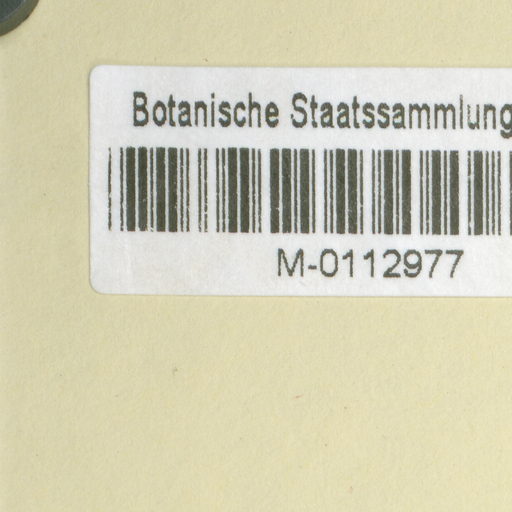 Botanische Staatssammlung
M-0112977